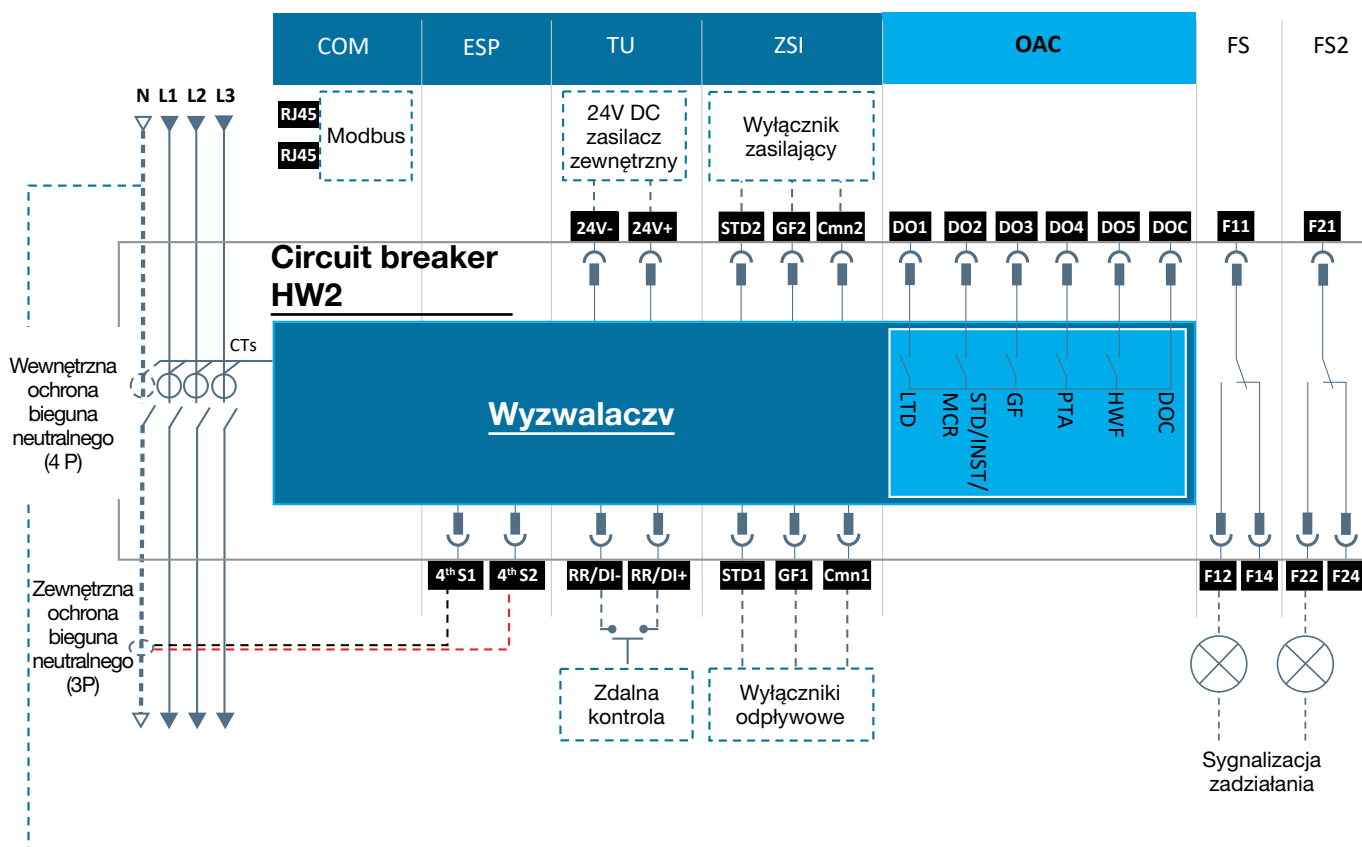 COM ESP TU ZSI OAC FS FS2
N L1 L2 L3
RJ45
RJ45
Modbus
24V DC
zasilacz
zewnętrzny
Wyłącznik
zasilający
24V- 24V+ STD2 GF2 Cmn2 DO1 DO2 DO3 DO4 DO5 DOC F11 F21
Circuit breaker
HW2
CTs
Wewnętrzna
ochrona
bieguna
neutralnego
(4 P)
Wyzwalaczv
LTD
STD/INST/
MCR
GF
PTA
HWF
DOC
4th S1 4th S2 RR/DI- RR/DI+ STD1 GF1 Cmn1 F12 F14 F22 F24
Zewnętrzna
ochrona
bieguna
neutralnego
(3P)
Zdalna
kontrola
Wyłączniki
odpływowe
Sygnalizacja
zadziałania